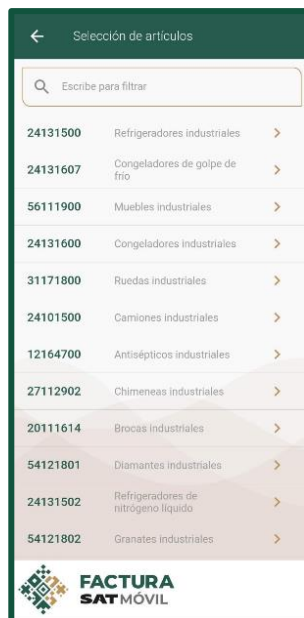 Selección de artículos
Escribe para filtrar
24131500 Refrigeradores industriales
24131607 Congeladores de golpe de
frío
56111900 Muebles industriales
24131600 Congeladores industriales
31171800 Ruedas industriales
24101500 Camiones industriales
12164700 Antisépticos industriales
27112902 Chimeneas industriales
20111614 Brocas industriales
54121801 Diamantes industriales
24131502 Refrigeradores de
nitrógeno líquido
54121802 Granates industriales
FACTURA
SAT MÓVIL